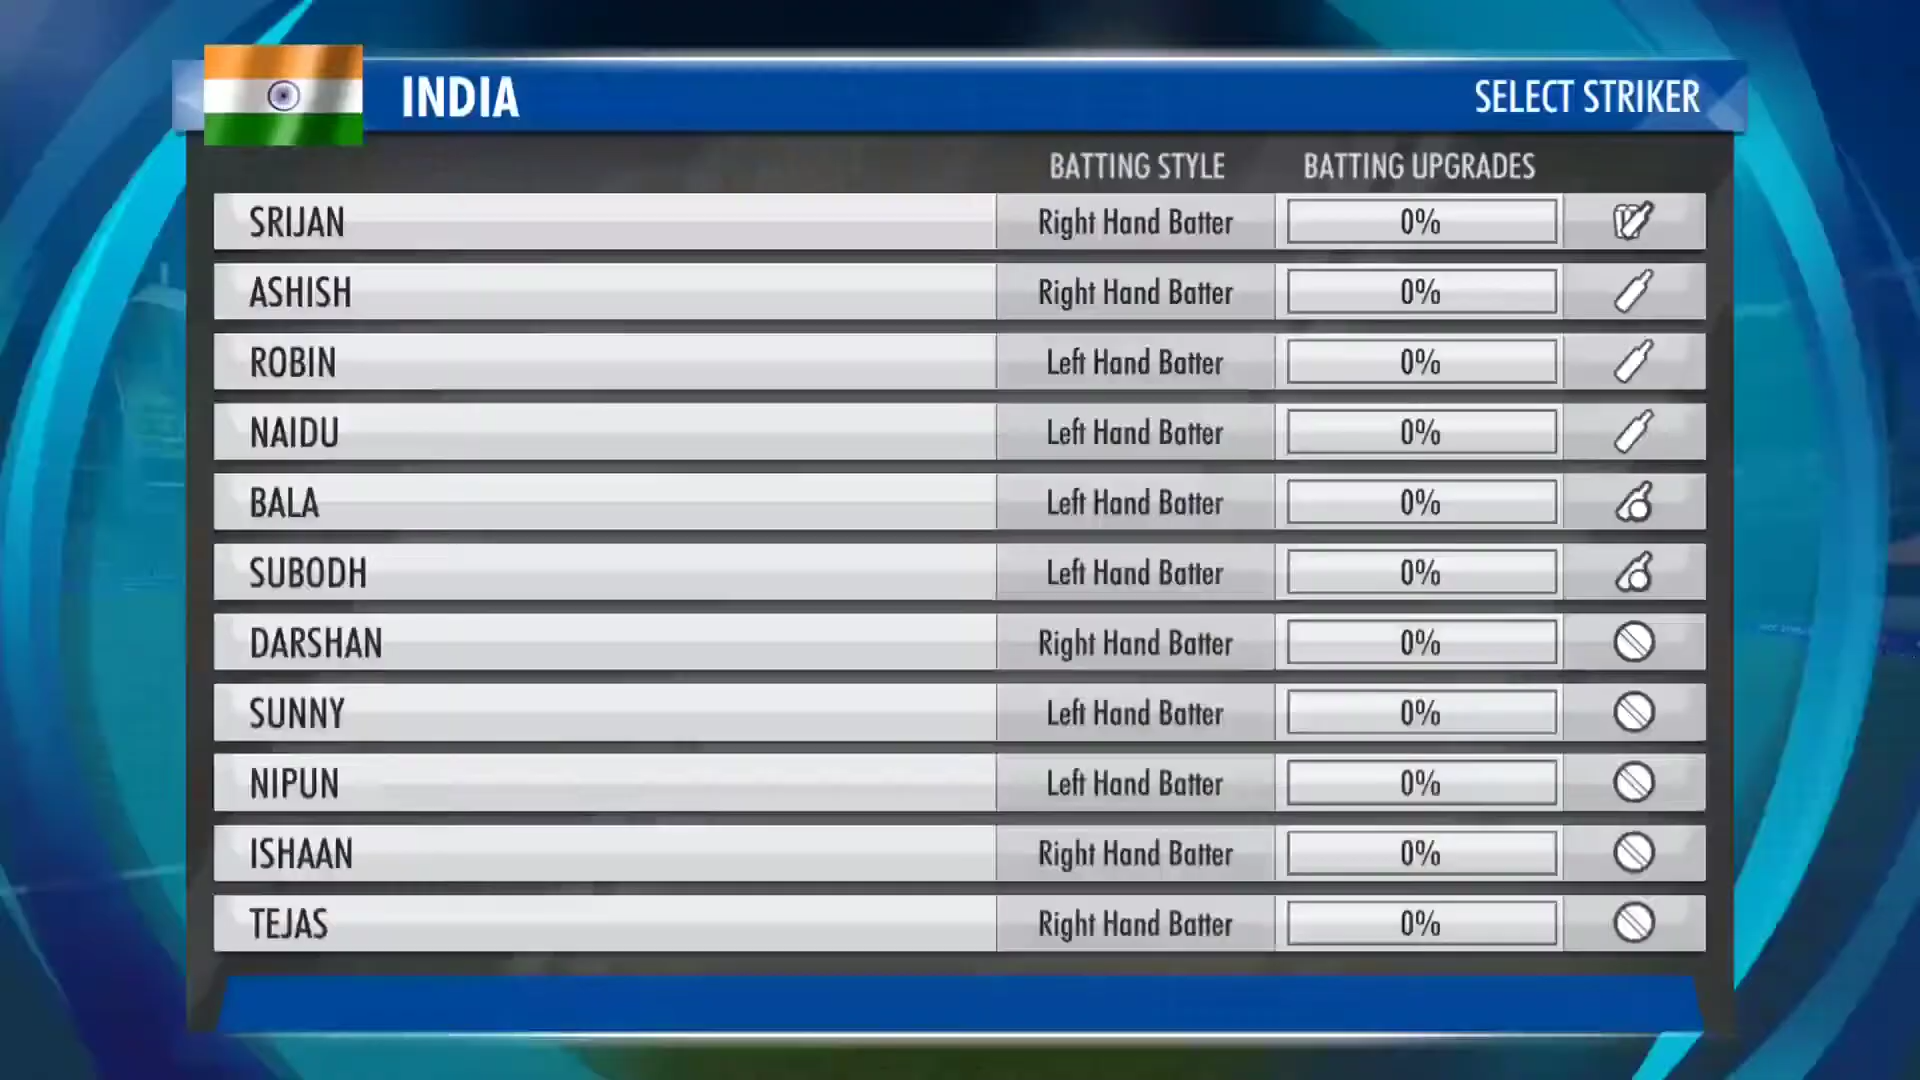 INDIA SELECT STRIKER
BATTING STYLE BATTING UPGRADES
SRIJAN Right Hand Batter 0%
ASHISH Right Hand Batter 0%
ROBIN Left Hand Batter 0%
NAIDU Left Hand Batter 0%
BALA Left Hand Batter 0%
SUBODH Left Hand Batter 0%
DARSHAN Right Hand Batter 0%
SUNNY Left Hand Batter 0%
NIPUN Left Hand Batter 0%
ISHAAN Right Hand Batter 0%
TEJAS Right Hand Batter 0%